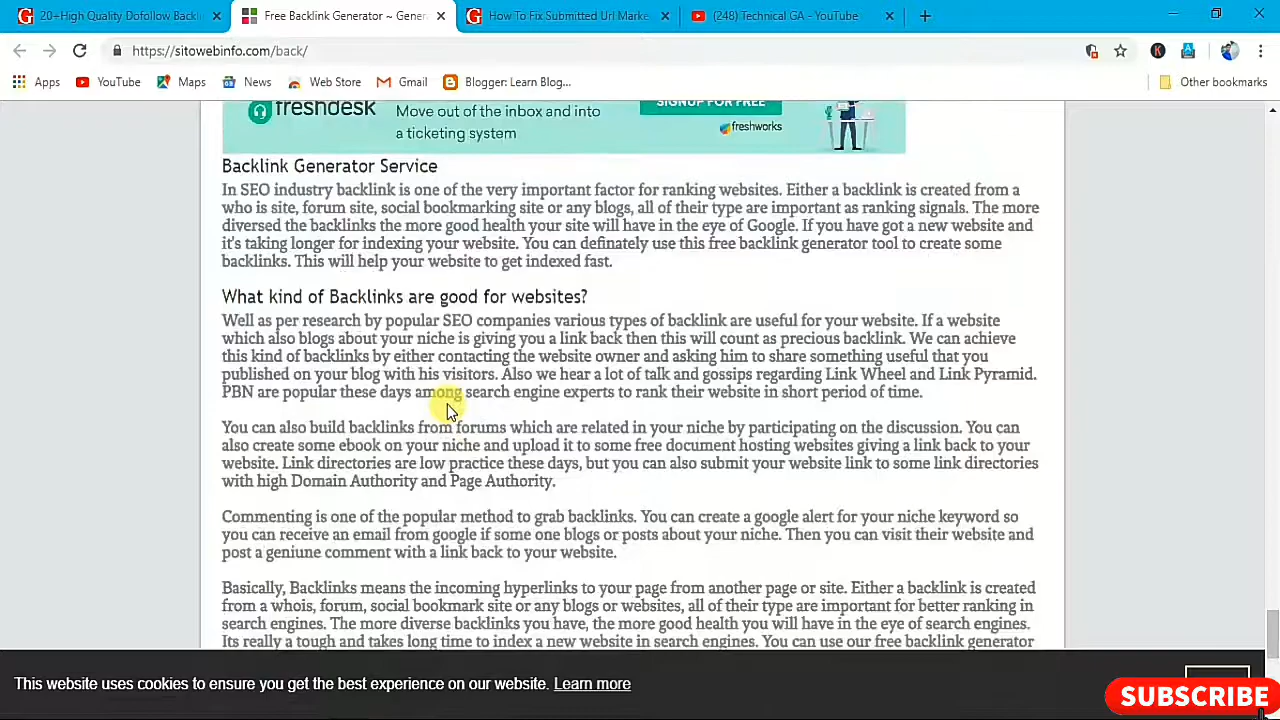 20+High Quality Dofollow Backl
Free Backlink Generator ~ Gener
How To Fix Submitted Url Marke
(248) Technical GA - YouTube
https://sitowebinfo.com/back/
Apps
YouTube
Maps
News
Web Store
Gmail
Blogger: Learn Blog...
Other bookmarks
freshdesk
Move out of the inbox and into
a ticketing system
SIGNUP FOR FREE
freshworks
Backlink Generator Service
In SEO industry backlink is one of the very important factor for ranking websites. Either a backlink is created from a
who is site, forum site, social bookmarking site or any blogs, all of their type are important as ranking signals. The more
diversed the backlinks the more good health your site will have in the eye of Google. If you have got a new website and
it's taking longer for indexing your website. You can definately use this free backlink generator tool to create some
backlinks. This will help your website to get indexed fast.
What kind of Backlinks are good for websites?
Well as per research by popular SEO companies various types of backlink are useful for your website. If a website
which also blogs about your niche is giving you a link back then this will count as precious backlink. We can achieve
this kind of backlinks by either contacting the website owner and asking him to share something useful that you
published on your blog with his visitors. Also we hear a lot of talk and gossips regarding Link Wheel and Link Pyramid.
PBN are popular these days among search engine experts to rank their website in short period of time.
You can also build backlinks from forums which are related in your niche by participating on the discussion. You can
also create some ebook on your niche and upload it to some free document hosting websites giving a link back to your
website. Link directories are low practice these days, but you can also submit your website link to some link directories
with high Domain Authority and Page Authority.
Commenting is one of the popular method to grab backlinks. You can create a google alert for your niche keyword so
you can receive an email from google if some one blogs or posts about your niche. Then you can visit their website and
post a geniune comment with a link back to your website.
Basically, Backlinks means the incoming hyperlinks to your page from another page or site. Either a backlink is created
from a whois, forum, social bookmark site or any blogs or websites, all of their type are important for better ranking in
search engines. The more diverse backlinks you have, the more good health you will have in the eye of search engines.
Its really a tough and takes long time to index a new website in search engines. You can use our free backlink generator
This website uses cookies to ensure you get the best experience on our website. Learn more
SUBSCRIBE